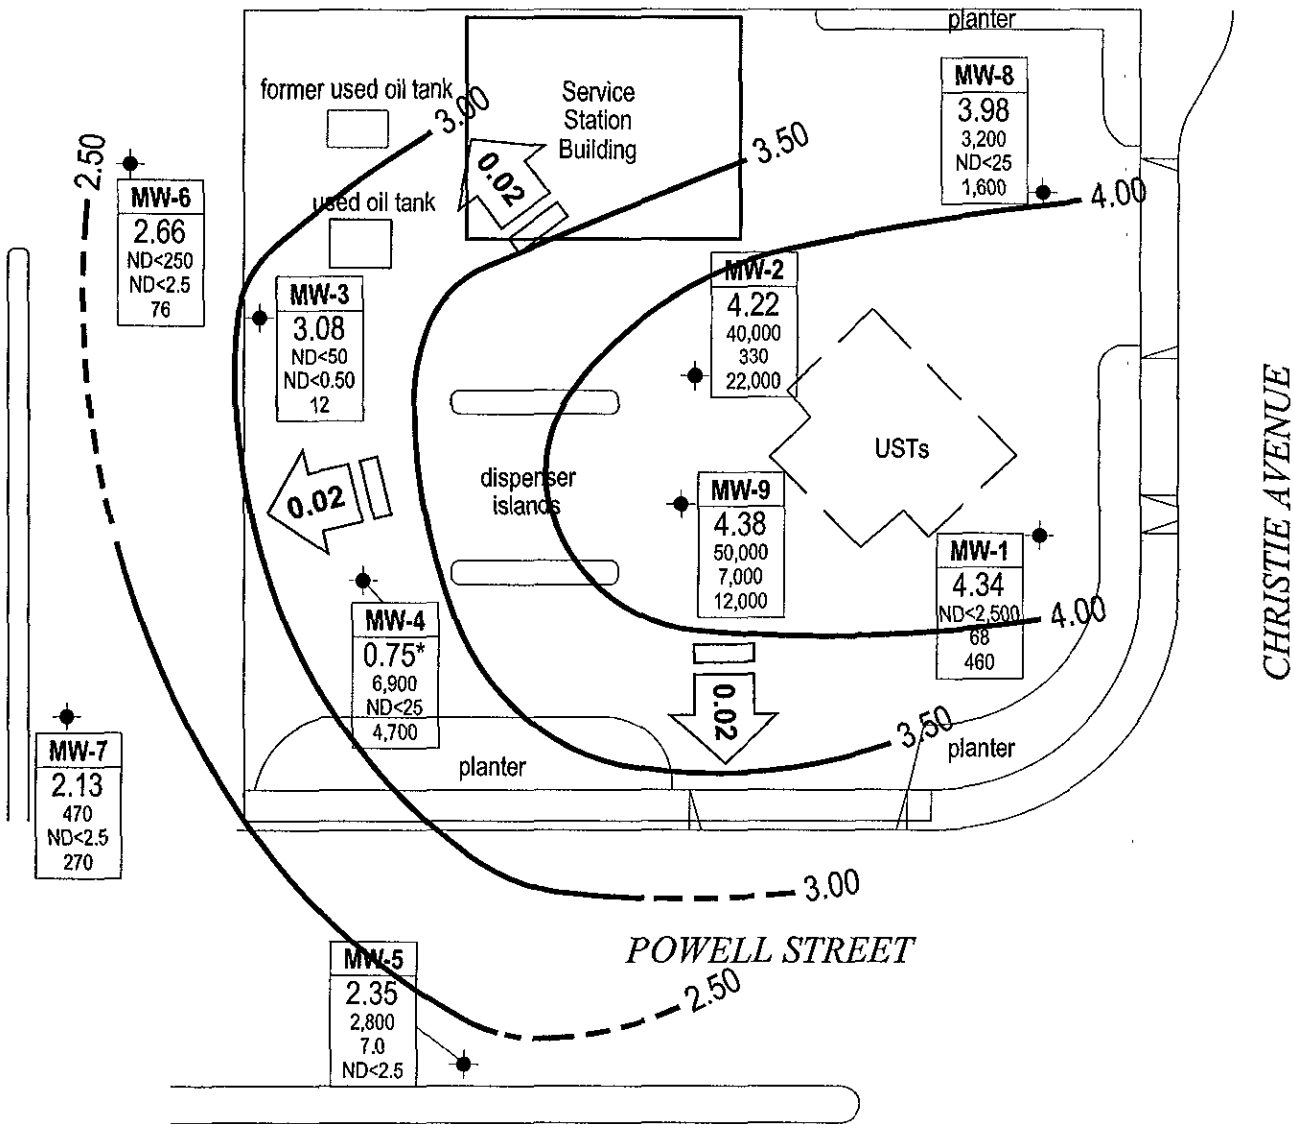 planter
former used oil tank
3.00
Service
Station
Building
MW-8
3.98
3,200
ND<25
1,600
2.50
3.50
0.02
MW-6
2.66
ND<250
ND<2.5
76
used oil tank
4.00
MW-2
4.22
40,000
330
22,000
MW-3
3.08
ND<50
ND<0.50
12
USTs
CHRISTIE AVENUE
0.02
dispenser
islands
MW-9
4.38
50,000
7,000
12,000
MW-1
4.34
ND<2,500
68
460
4.00
MW-4
0.75*
6,900
ND<25
4,700
0.02
3.50
planter
planter
MW-7
2.13
470
ND<2.5
270
3.00
POWELL STREET
MW-5
2.35
2,800
7.0
ND<2.5
2.50